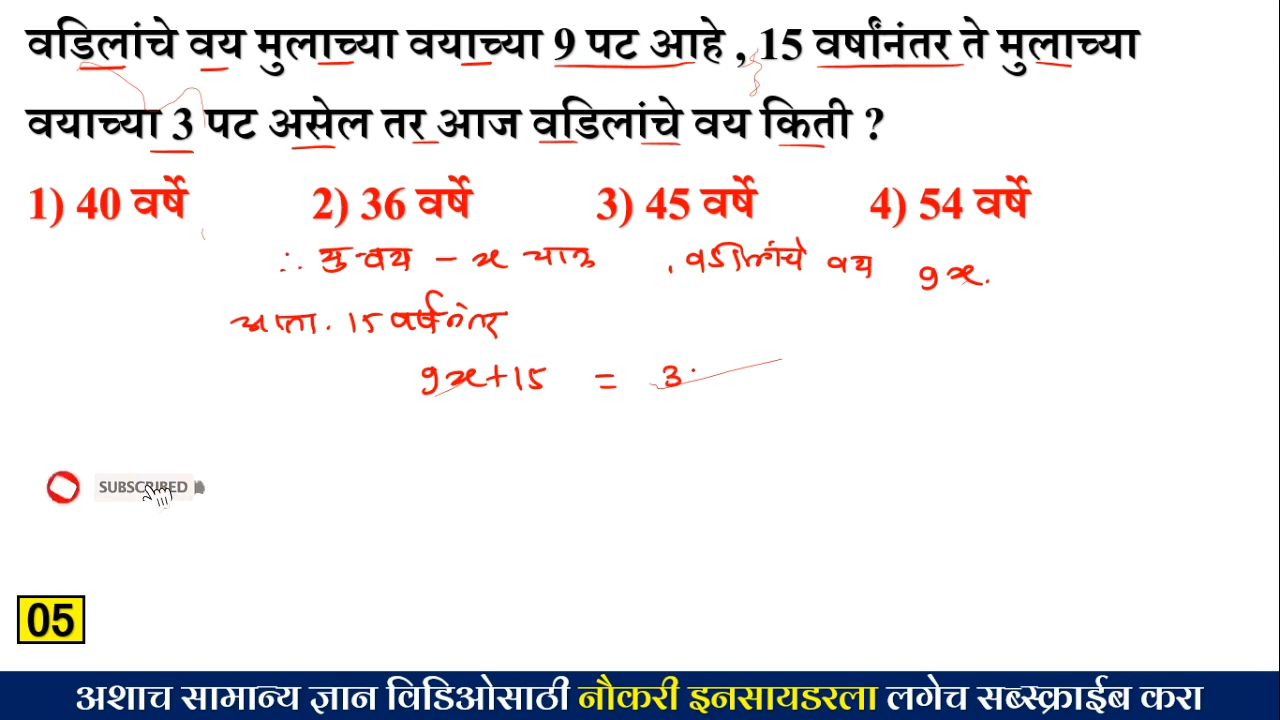 वडिलांचे वय मुलाच्या वयाच्या 9 पट आहे , 15 वर्षांनंतर ते मुलाच्या
वयाच्या 3 पट असेल तर आज वडिलांचे वय किती ?
1) 40 वर्षे 2) 36 वर्षे 3) 45 वर्षे 4) 54 वर्षे
∴ मु वय – x मानू , वडिलांचे वय 9x.
आता. 15 वर्षनंतर
9x+15 = 3
SUBSCRIBED
05
अशाच सामान्य ज्ञान विडिओसाठी नौकरी इनसायडरला लगेच सब्स्क्राईब करा